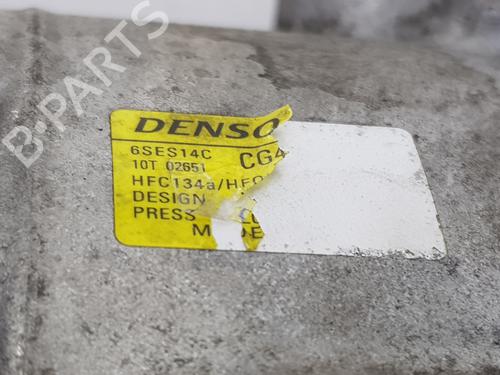 B-PARTS
DENSO
6SES14C CG4
10T 02651
HFC134a/HFO
DESIGN
PRESS